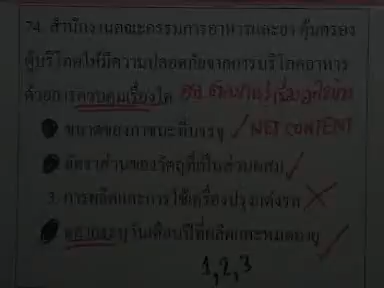 74. สำนักงานคณะกรรมการอาหารและยา คุ้มครอง
ผู้บริโภคให้มีความปลอดภัยจากการบริโภคอาหาร
ด้วยการควบคุมเรื่องใด
ขนาดของภาชนะที่บรรจุ ✓ NET CONTENT
อัตราส่วนของวัตถุที่เป็นส่วนผสม ✓
3. การผลิตและการใช้เครื่องปรุงแต่งรส ✗
ฉลากระบุวันเดือนปีที่ผลิตและหมดอายุ ✓
1,2,3